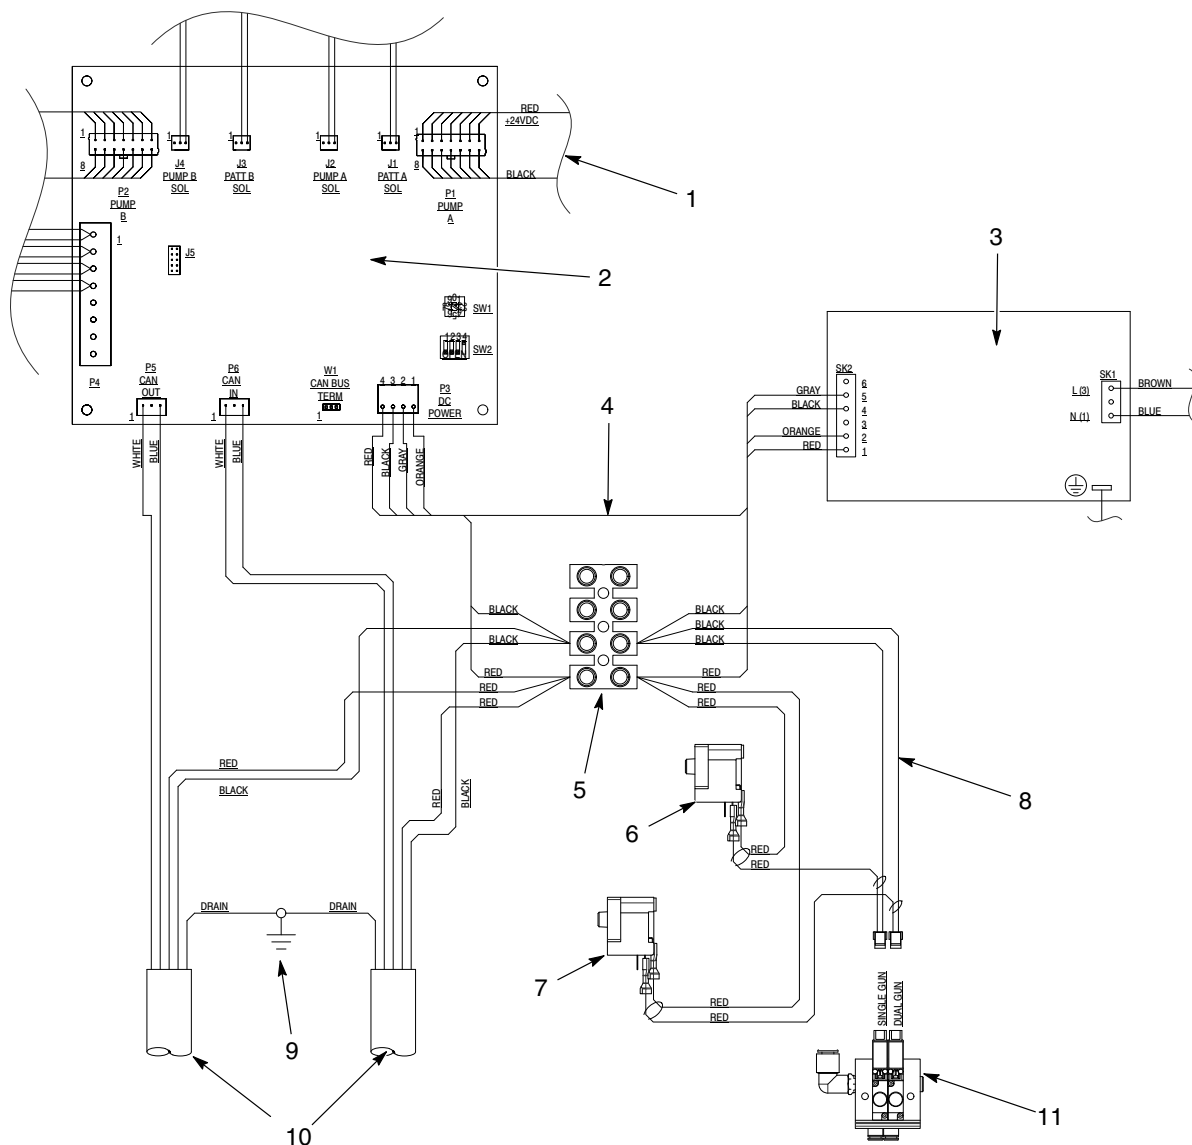 RED
+24VDC
1
8
1
J4
PUMP B
SOL
1
J3
PATT B
SOL
1
J2
PUMP A
SOL
1
J1
PATT A
SOL
8
BLACK
P2
PUMP
B
P1
PUMP
A
1
1
J5
2
3
SW1
1234
SW2
P4
P5
CAN
OUT
P6
CAN
IN
W1
CAN BUS
TERM
4 3 2 1
P3
DC
POWER
1
1
1
WHITE
BLUE
WHITE
BLUE
RED
BLACK
GRAY
ORANGE
4
SK2
GRAY
BLACK
ORANGE
RED
6
5
4
3
2
1
SK1
L (3)
N (1)
BROWN
BLUE
BLACK
BLACK
RED
RED
RED
BLACK
BLACK
BLACK
RED
RED
RED
5
RED
BLACK
RED
BLACK
6
8
RED
RED
DRAIN
DRAIN
7
RED
RED
9
SINGLE GUN
DUAL GUN
10
11